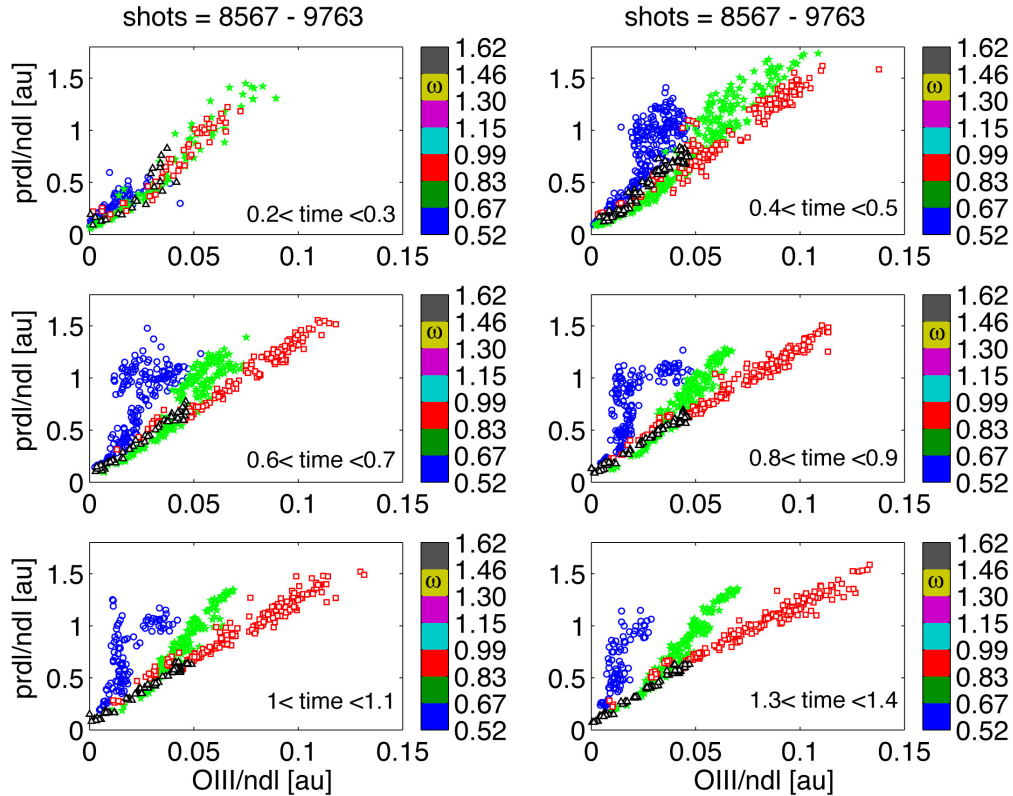 shots = 8567 - 9763
shots = 8567 - 9763
prdl/ndl [au]
1.5
1
0.5
0
0 0.05 0.1 0.15
0.2< time <0.3
1.62
1.46
ω
1.30
1.15
0.99
0.83
0.67
0.52
1.5
1
0.5
0
0 0.05 0.1 0.15
0.4< time <0.5
1.62
1.46
ω
1.30
1.15
0.99
0.83
0.67
0.52
prdl/ndl [au]
1.5
1
0.5
0
0 0.05 0.1 0.15
0.6< time <0.7
1.62
1.46
ω
1.30
1.15
0.99
0.83
0.67
0.52
1.5
1
0.5
0
0 0.05 0.1 0.15
0.8< time <0.9
1.62
1.46
ω
1.30
1.15
0.99
0.83
0.67
0.52
prdl/ndl [au]
1.5
1
0.5
0
0 0.05 0.1 0.15
OIII/ndl [au]
1< time <1.1
1.62
1.46
ω
1.30
1.15
0.99
0.83
0.67
0.52
1.5
1
0.5
0
0 0.05 0.1 0.15
OIII/ndl [au]
1.3< time <1.4
1.62
1.46
ω
1.30
1.15
0.99
0.83
0.67
0.52